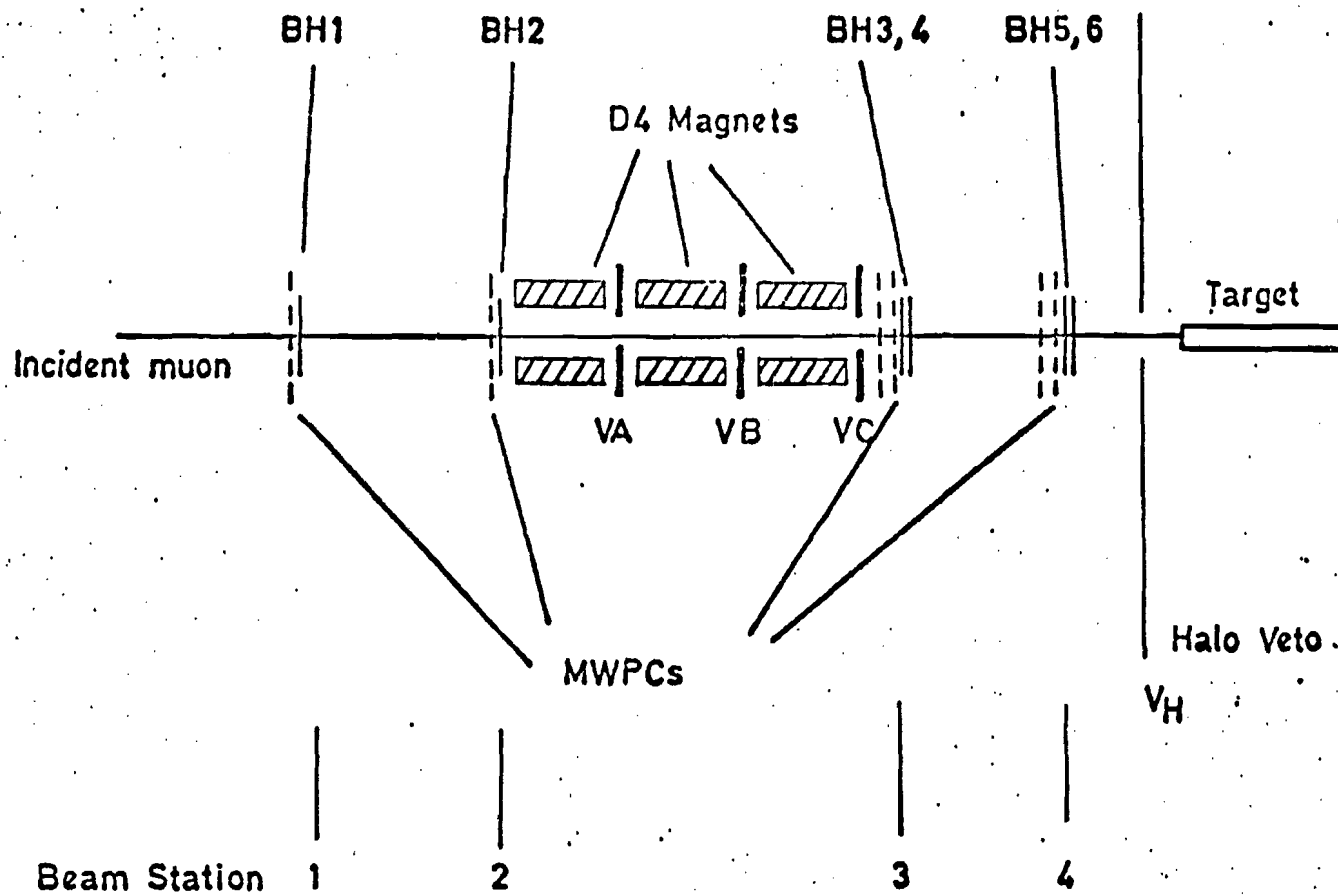 BH1 BH2 BH3,4 BH5,6
D4 Magnets
Target
Incident muon
VA VB VC
Halo Veto
MWPCs
VH
Beam Station 1 2 3 4